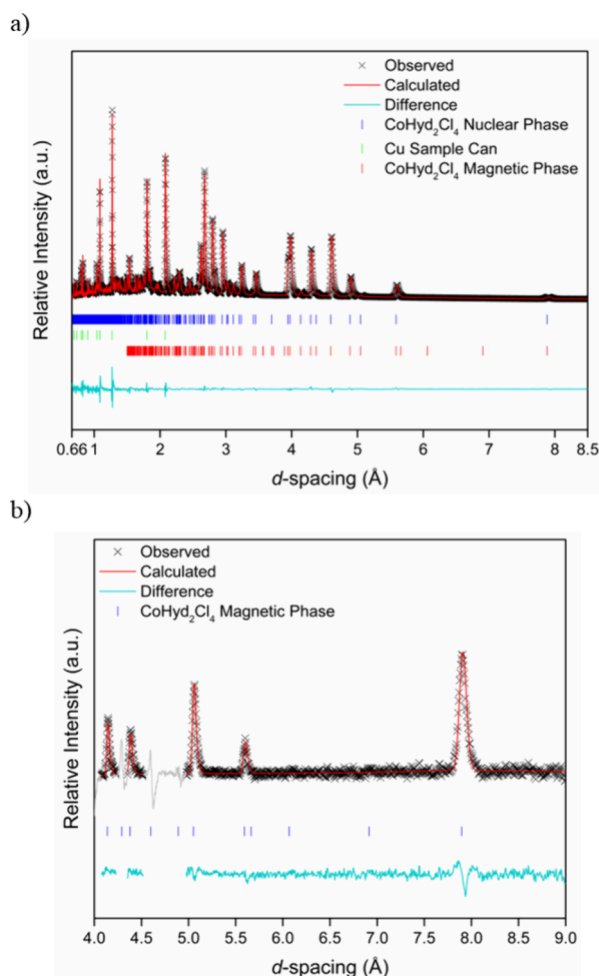 a)
× Observed
Calculated
Difference
CoHyd₂Cl₄ Nuclear Phase
Cu Sample Can
CoHyd₂Cl₄ Magnetic Phase
Relative Intensity (a.u.)
0.66 1 2 3 4 5 6 7 8 8.5
d-spacing (Å)
b)
× Observed
Calculated
Difference
CoHyd₂Cl₄ Magnetic Phase
Relative Intensity (a.u.)
4.0 4.5 5.0 5.5 6.0 6.5 7.0 7.5 8.0 8.5 9.0
d-spacing (Å)